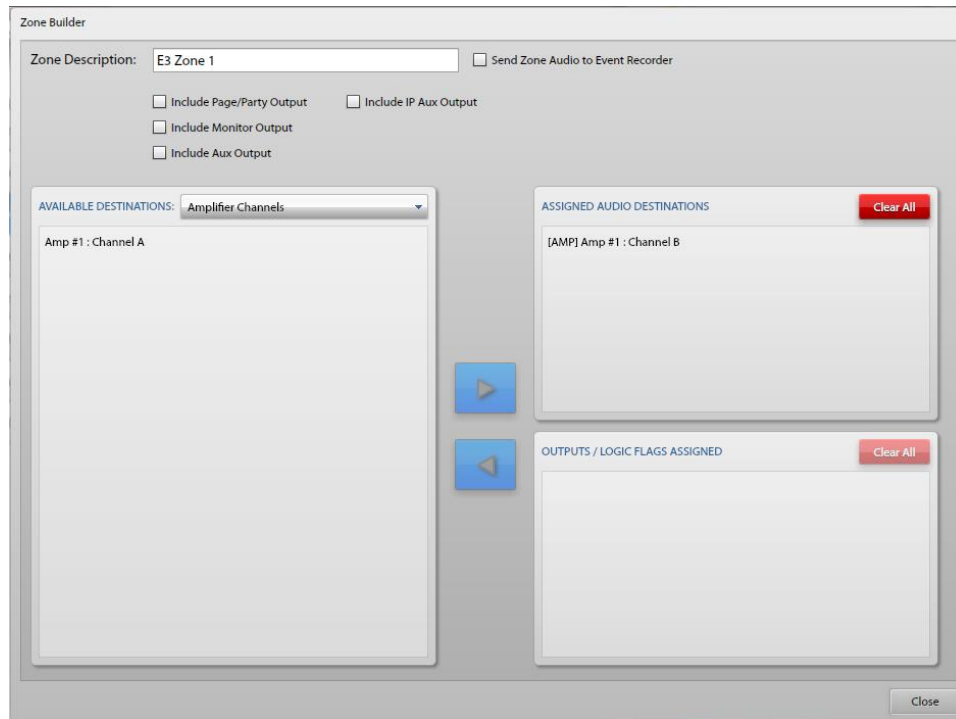 Zone Builder
Zone Description: E3 Zone 1
Send Zone Audio to Event Recorder
Include Page/Party Output
Include IP Aux Output
Include Monitor Output
Include Aux Output
AVAILABLE DESTINATIONS: Amplifier Channels
Amp #1 : Channel A
ASSIGNED AUDIO DESTINATIONS
Clear All
[AMP] Amp #1 : Channel B
OUTPUTS / LOGIC FLAGS ASSIGNED
Clear All
Close